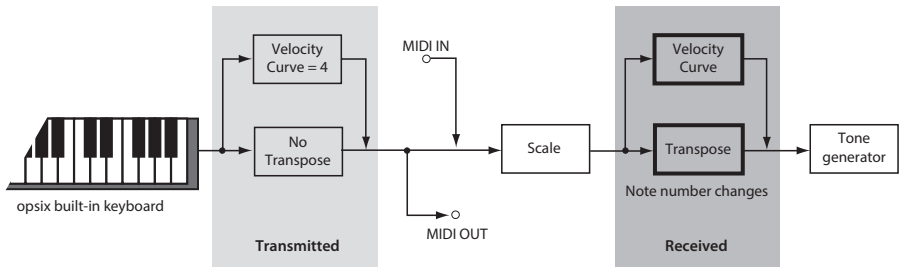 opsix built-in keyboard
Velocity
Curve = 4
No
Transpose
Transmitted
MIDI IN
MIDI OUT
Scale
Velocity
Curve
Transpose
Note number changes
Received
Tone
generator